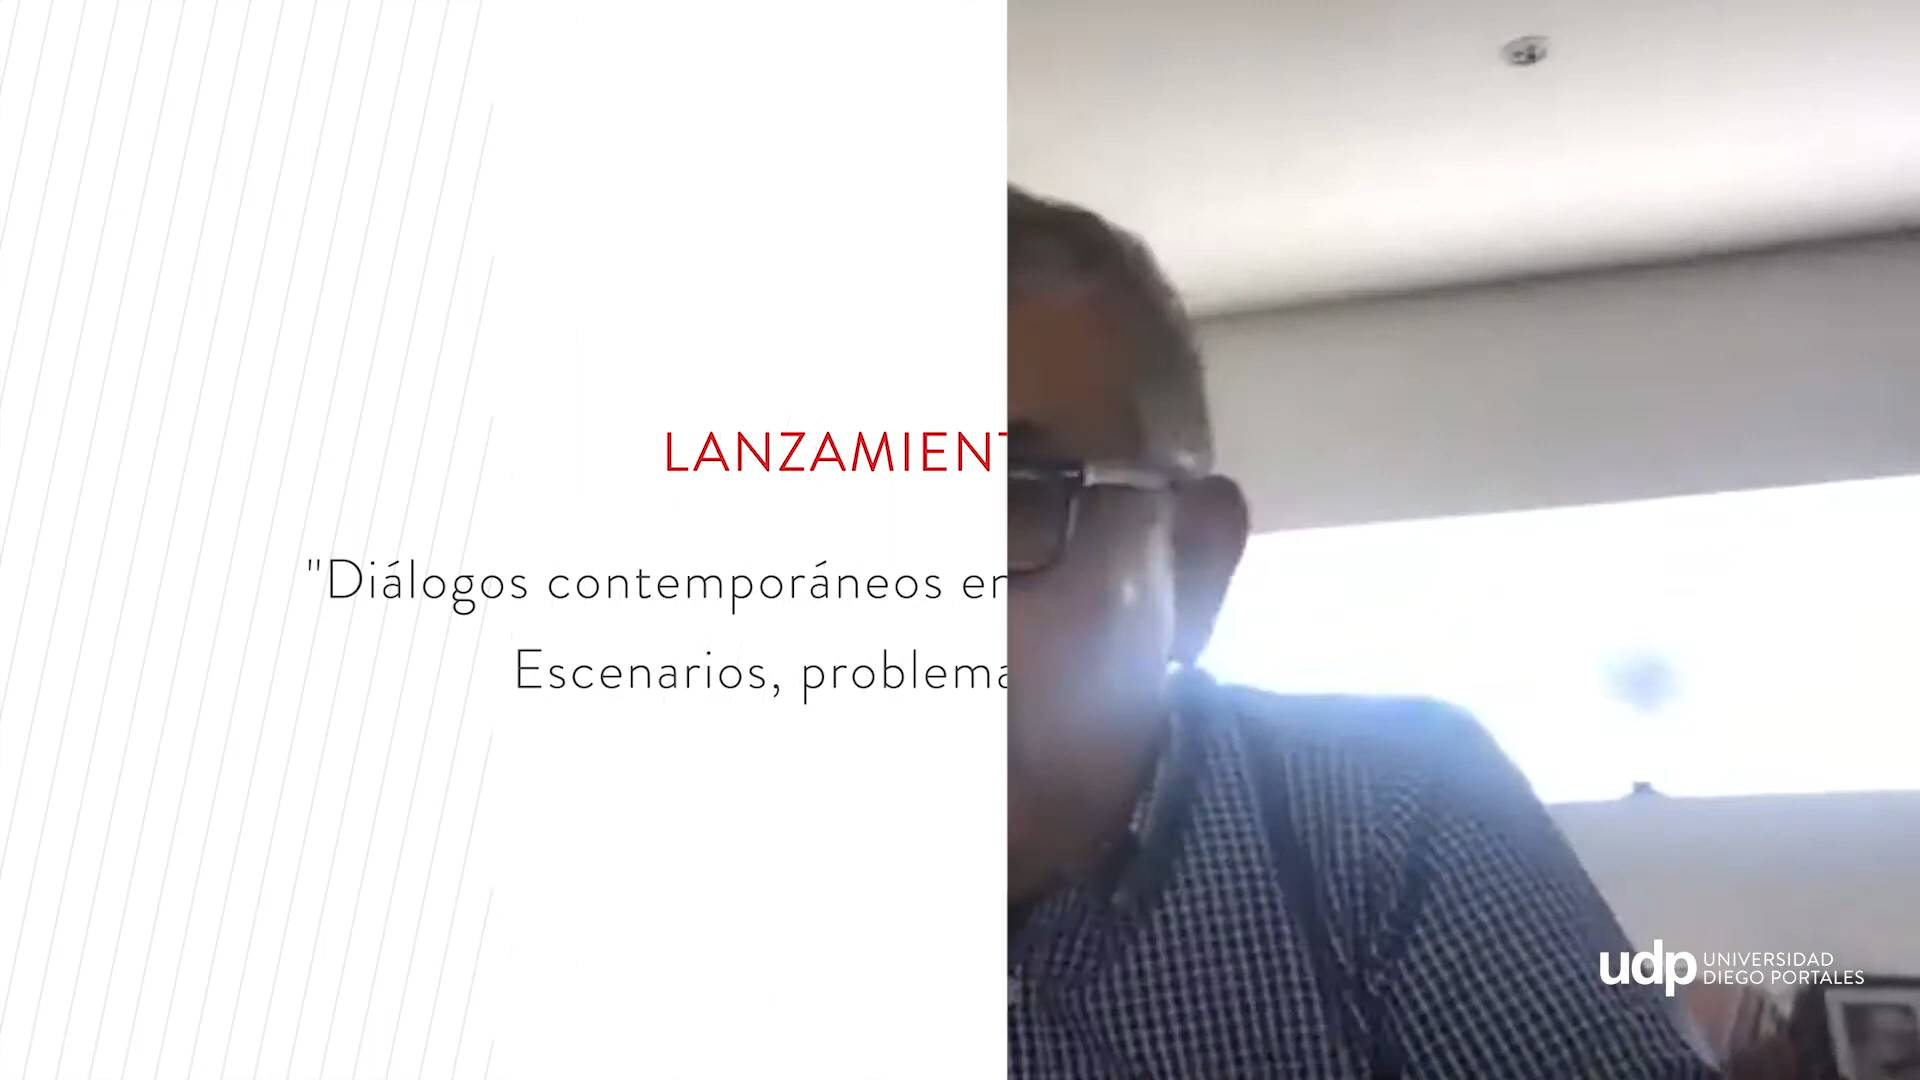 LANZAMIENT
"Diálogos contemporáneos en
Escenarios, problema
udp UNIVERSIDAD
DIEGO PORTALES